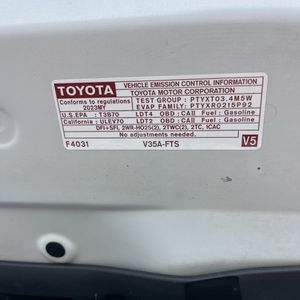 TOYOTA
VEHICLE EMISSION CONTROL INFORMATION
TOYOTA MOTOR CORPORATION
Conforms to regulations
2023MY
TEST GROUP : PTYXT03.4M5W
EVAP FAMILY: PTYXR0215P92
U.S.EPA : T3B70 LDT4 OBD : CAII Fuel : Gasoline
California : ULEV70 LDT2 OBD : CAII Fuel : Gasoline
DFI+SFI, 2WR-HO2S(2), 2TWC(2), 2TC, 1CAC
No adjustments needed.
F4031 V35A-FTS V5